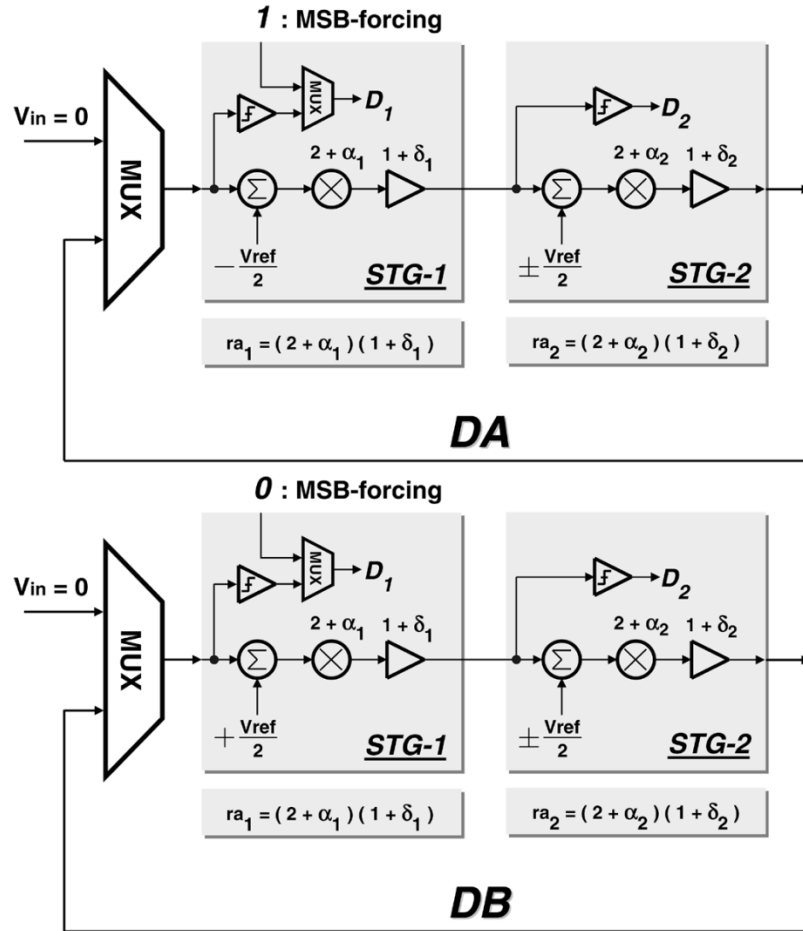 1 : MSB-forcing
MUX
D1
D2
Vin = 0
MUX
2 + α1
1 + δ1
2 + α2
1 + δ2
Σ
Σ
− Vref/2
STG-1
± Vref/2
STG-2
ra1 = ( 2 + α1 ) ( 1 + δ1 )
ra2 = ( 2 + α2 ) ( 1 + δ2 )
DA
0 : MSB-forcing
MUX
D1
D2
Vin = 0
MUX
2 + α1
1 + δ1
2 + α2
1 + δ2
Σ
Σ
+ Vref/2
STG-1
± Vref/2
STG-2
ra1 = ( 2 + α1 ) ( 1 + δ1 )
ra2 = ( 2 + α2 ) ( 1 + δ2 )
DB